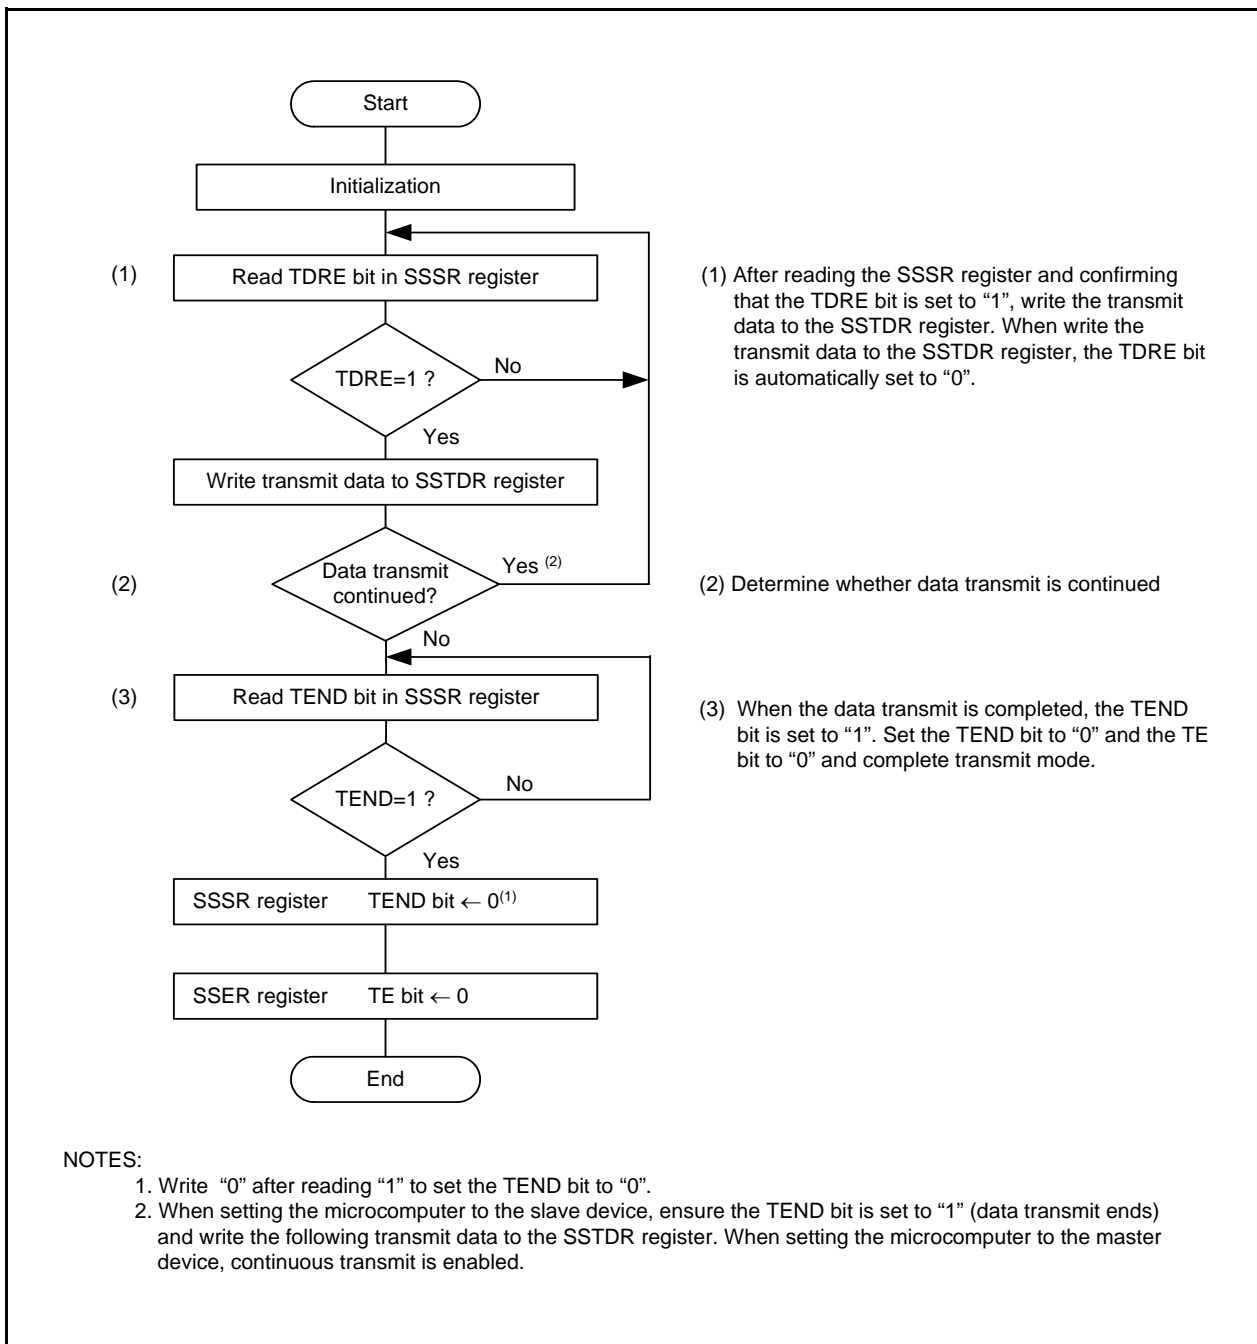 Start
Initialization
(1)
Read TDRE bit in SSSR register
(1) After reading the SSSR register and confirming
that the TDRE bit is set to “1”, write the transmit
data to the SSTDR register. When write the
transmit data to the SSTDR register, the TDRE bit
is automatically set to “0”.
TDRE=1 ?
No
Yes
Write transmit data to SSTDR register
(2)
Data transmit
continued?
Yes (2)
(2) Determine whether data transmit is continued
No
(3)
Read TEND bit in SSSR register
(3) When the data transmit is completed, the TEND
bit is set to “1”. Set the TEND bit to “0” and the TE
bit to “0” and complete transmit mode.
TEND=1 ?
No
Yes
SSSR register TEND bit ← 0(1)
SSER register TE bit ← 0
End
NOTES:
1. Write “0” after reading “1” to set the TEND bit to “0”.
2. When setting the microcomputer to the slave device, ensure the TEND bit is set to “1” (data transmit ends)
and write the following transmit data to the SSTDR register. When setting the microcomputer to the master
device, continuous transmit is enabled.